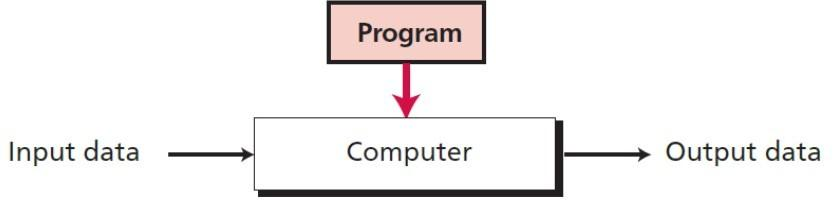 Program
Input data
Computer
Output data